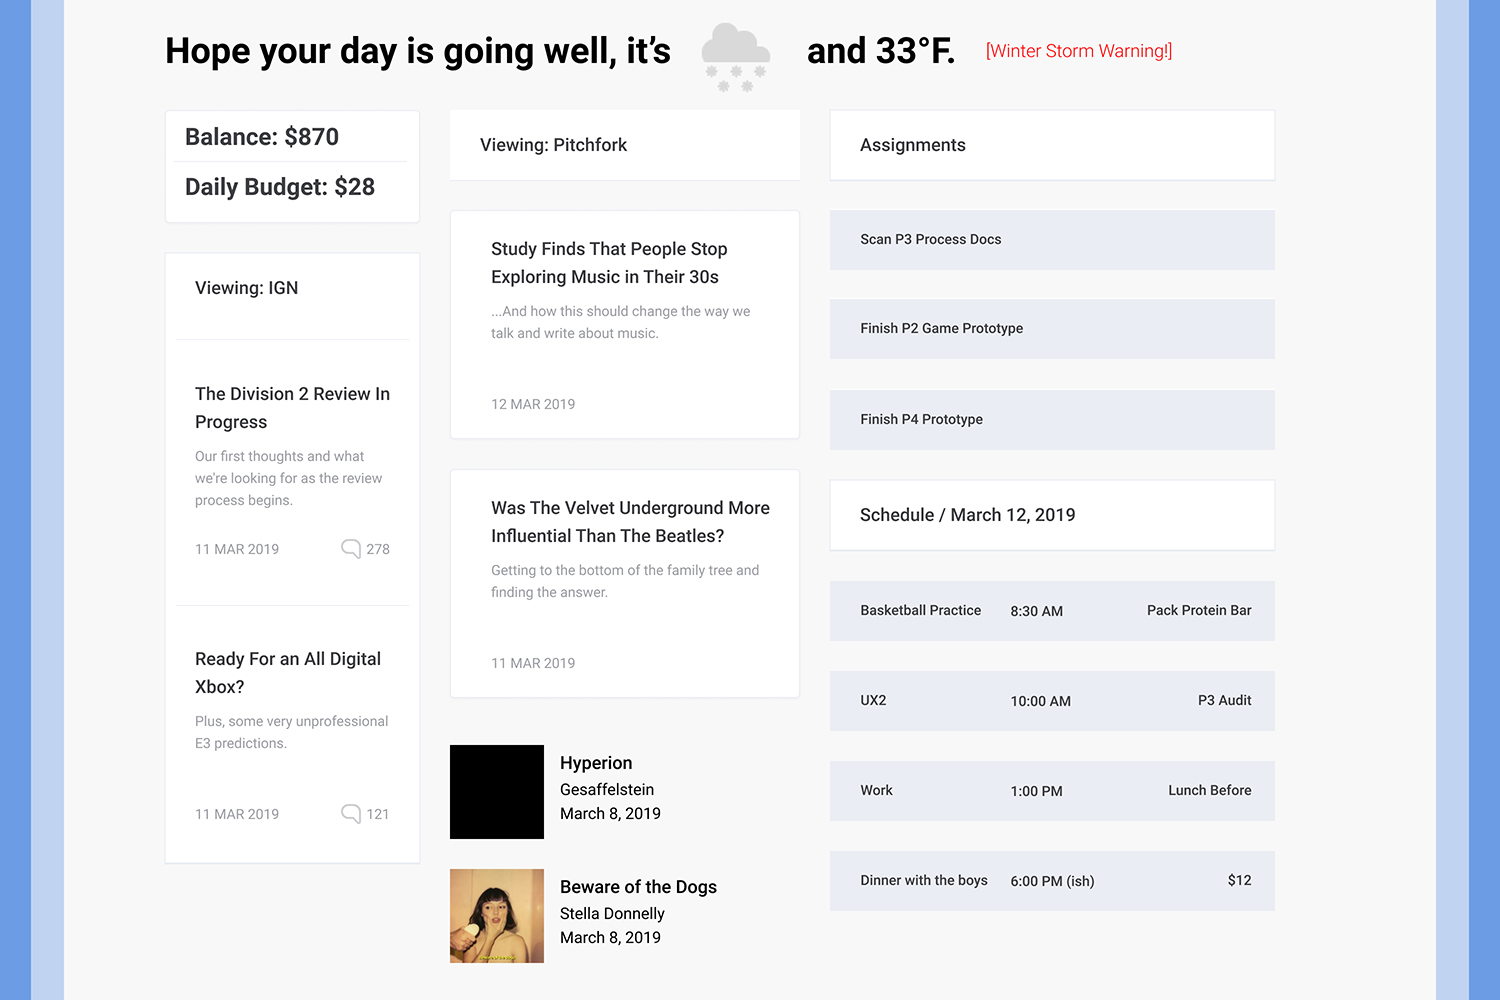 Hope your day is going well, it’s and 33°F. [Winter Storm Warning!]
Balance: $870
Daily Budget: $28
Viewing: IGN
The Division 2 Review In
Progress
Our first thoughts and what
we're looking for as the review
process begins.
11 MAR 2019 278
Ready For an All Digital
Xbox?
Plus, some very unprofessional
E3 predictions.
11 MAR 2019 121
Viewing: Pitchfork
Study Finds That People Stop
Exploring Music in Their 30s
...And how this should change the way we
talk and write about music.
12 MAR 2019
Was The Velvet Underground More
Influential Than The Beatles?
Getting to the bottom of the family tree and
finding the answer.
11 MAR 2019
Hyperion
Gesaffelstein
March 8, 2019
Beware of the Dogs
Stella Donnelly
March 8, 2019
Assignments
Scan P3 Process Docs
Finish P2 Game Prototype
Finish P4 Prototype
Schedule / March 12, 2019
Basketball Practice 8:30 AM Pack Protein Bar
UX2 10:00 AM P3 Audit
Work 1:00 PM Lunch Before
Dinner with the boys 6:00 PM (ish) $12